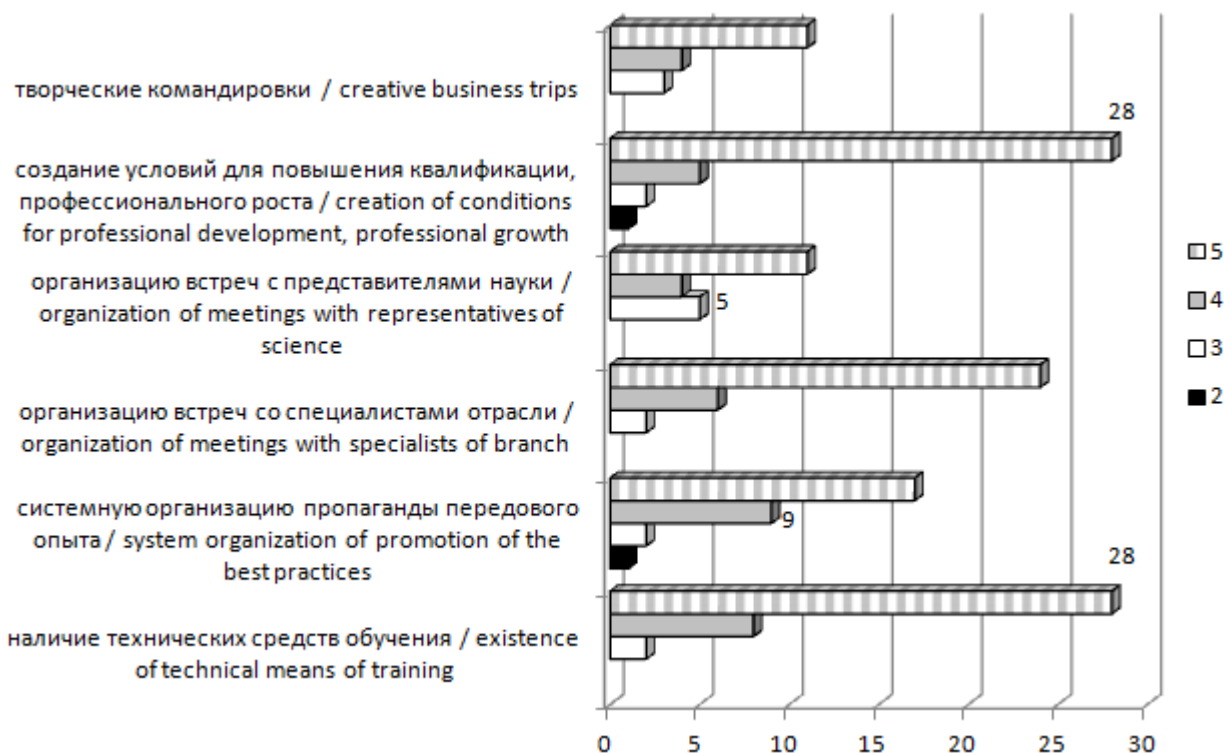 творческие командировки / creative business trips
28
создание условий для повышения квалификации,
профессионального роста / creation of conditions
for professional development, professional growth
организацию встреч с представителями науки /
organization of meetings with representatives of
science
5
организацию встреч со специалистами отрасли /
organization of meetings with specialists of branch
системную организацию пропаганды передового
опыта / system organization of promotion of the
best practices
9
28
наличие технических средств обучения / existence
of technical means of training
0 5 10 15 20 25 30
5
4
3
2